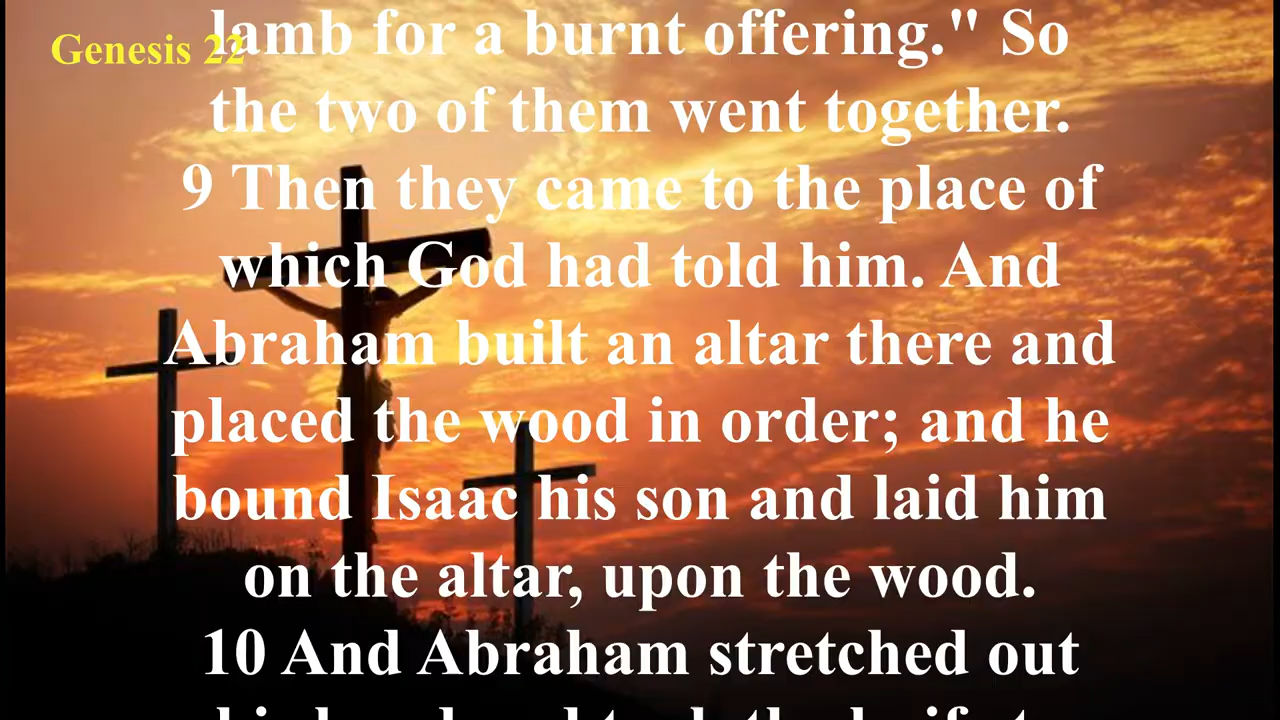 Genesis 22
lamb for a burnt offering." So
the two of them went together.
9 Then they came to the place of
which God had told him. And
Abraham built an altar there and
placed the wood in order; and he
bound Isaac his son and laid him
on the altar, upon the wood.
10 And Abraham stretched out